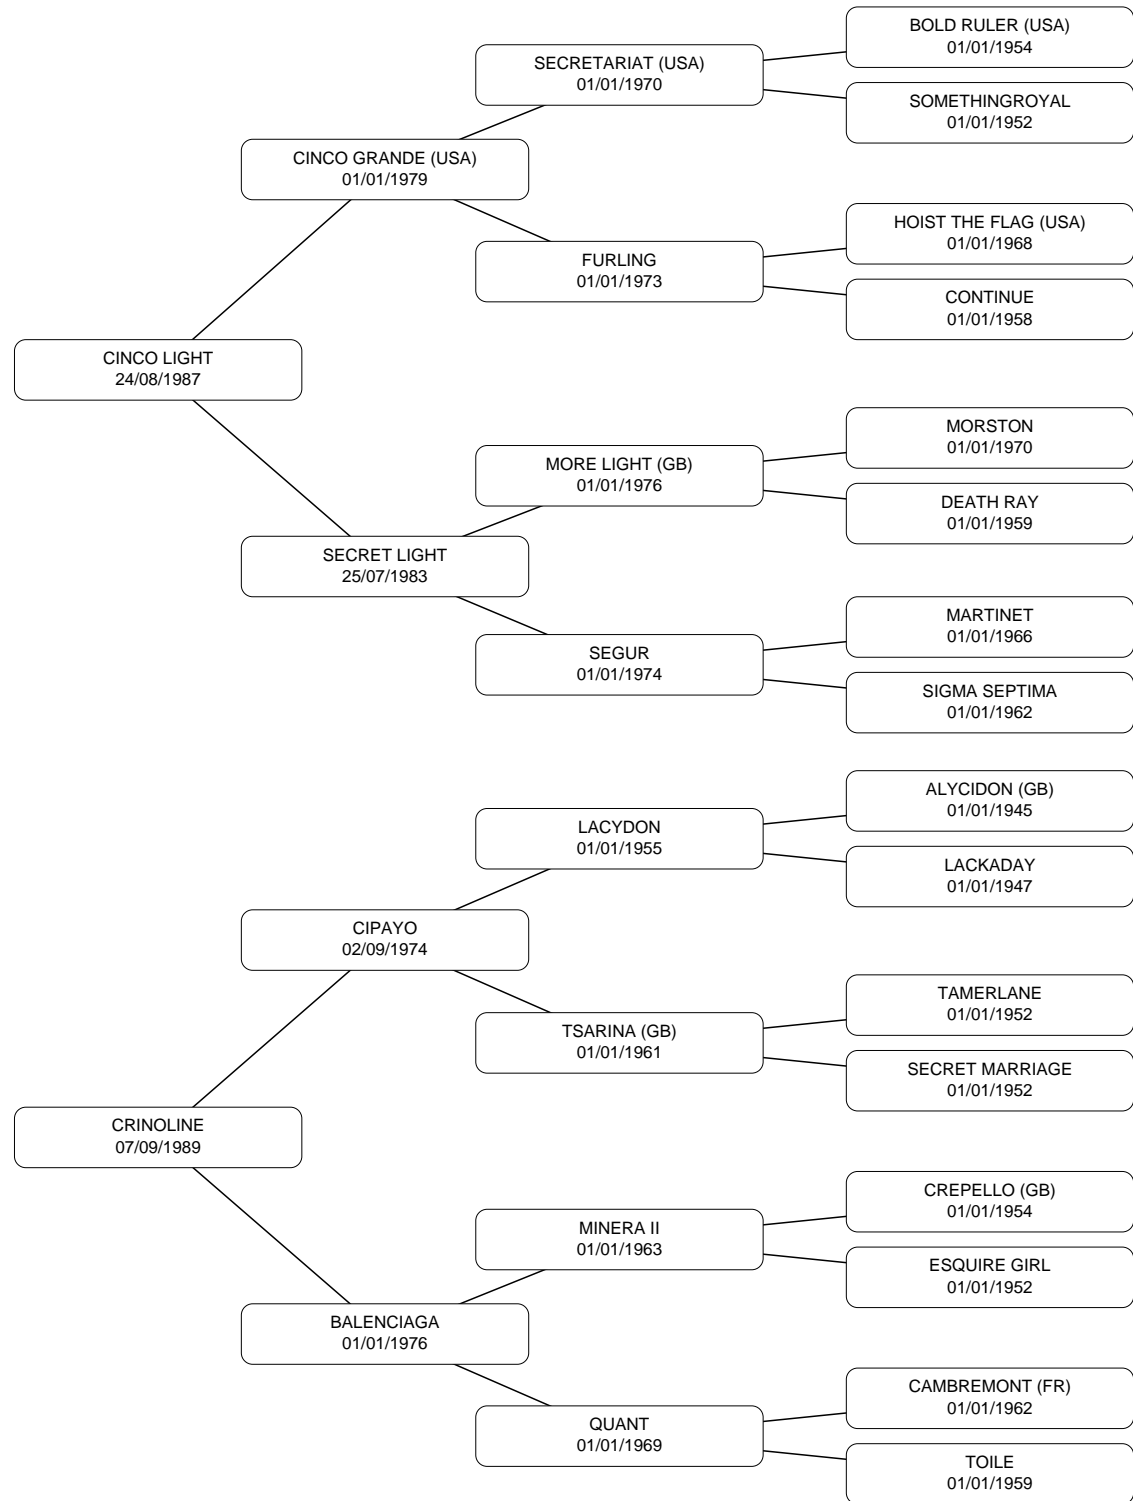 BOLD RULER (USA)
01/01/1954
SECRETARIAT (USA)
01/01/1970
SOMETHINGROYAL
01/01/1952
CINCO GRANDE (USA)
01/01/1979
HOIST THE FLAG (USA)
01/01/1968
FURLING
01/01/1973
CONTINUE
01/01/1958
CINCO LIGHT
24/08/1987
MORSTON
01/01/1970
MORE LIGHT (GB)
01/01/1976
DEATH RAY
01/01/1959
SECRET LIGHT
25/07/1983
MARTINET
01/01/1966
SEGUR
01/01/1974
SIGMA SEPTIMA
01/01/1962
ALYCIDON (GB)
01/01/1945
LACYDON
01/01/1955
LACKADAY
01/01/1947
CIPAYO
02/09/1974
TAMERLANE
01/01/1952
TSARINA (GB)
01/01/1961
SECRET MARRIAGE
01/01/1952
CRINOLINE
07/09/1989
CREPELLO (GB)
01/01/1954
MINERA II
01/01/1963
ESQUIRE GIRL
01/01/1952
BALENCIAGA
01/01/1976
CAMBREMONT (FR)
01/01/1962
QUANT
01/01/1969
TOILE
01/01/1959